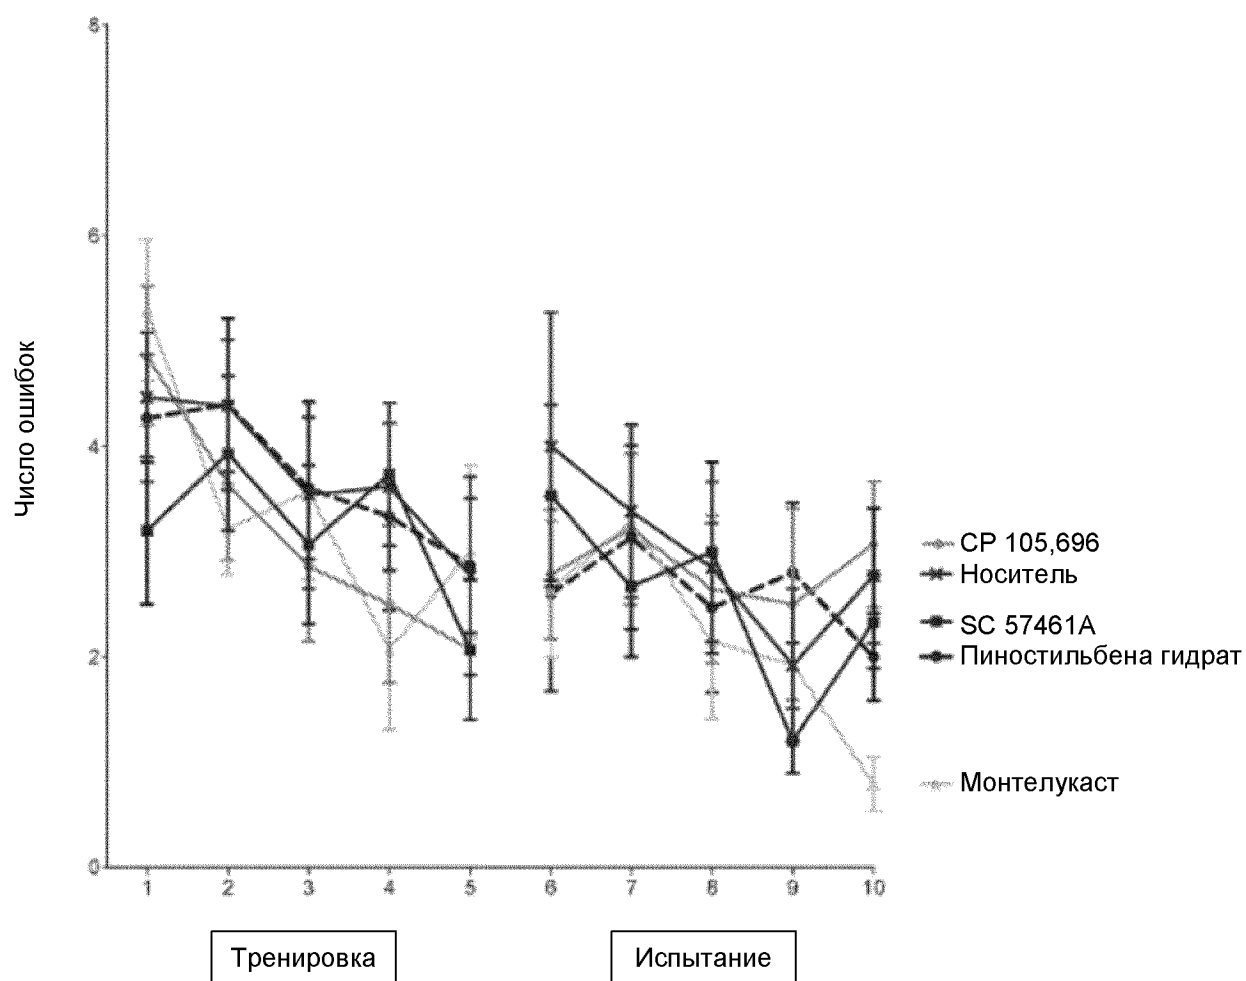 8
6
4
2
0
Число ошибок
CP 105,696
Носитель
SC 57461A
Пиностильбена гидрат
Монтелукаст
1 2 3 4 5 6 7 8 9 10
Тренировка Испытание